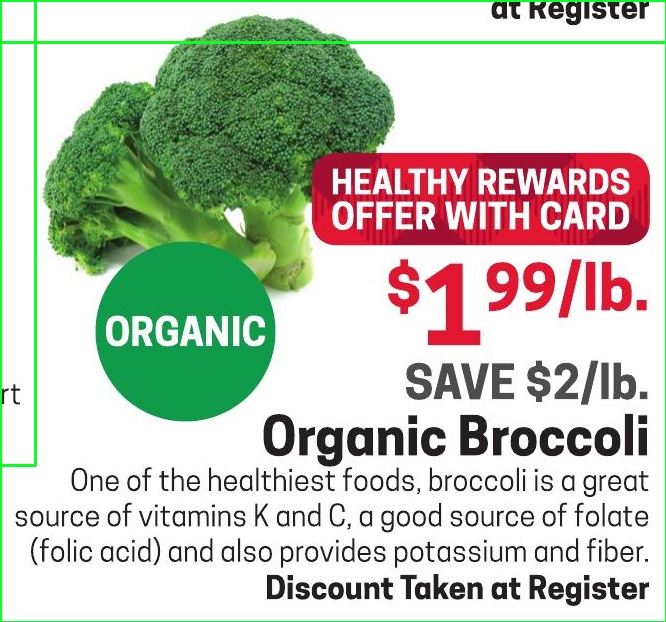 at Register
HEALTHY REWARDS
OFFER WITH CARD
$1 99/lb.
ORGANIC
SAVE $2/lb.
rt
Organic Broccoli
One of the healthiest foods, broccoli is a great
source of vitamins K and C, a good source of folate
(folic acid) and also provides potassium and fiber.
Discount Taken at Register